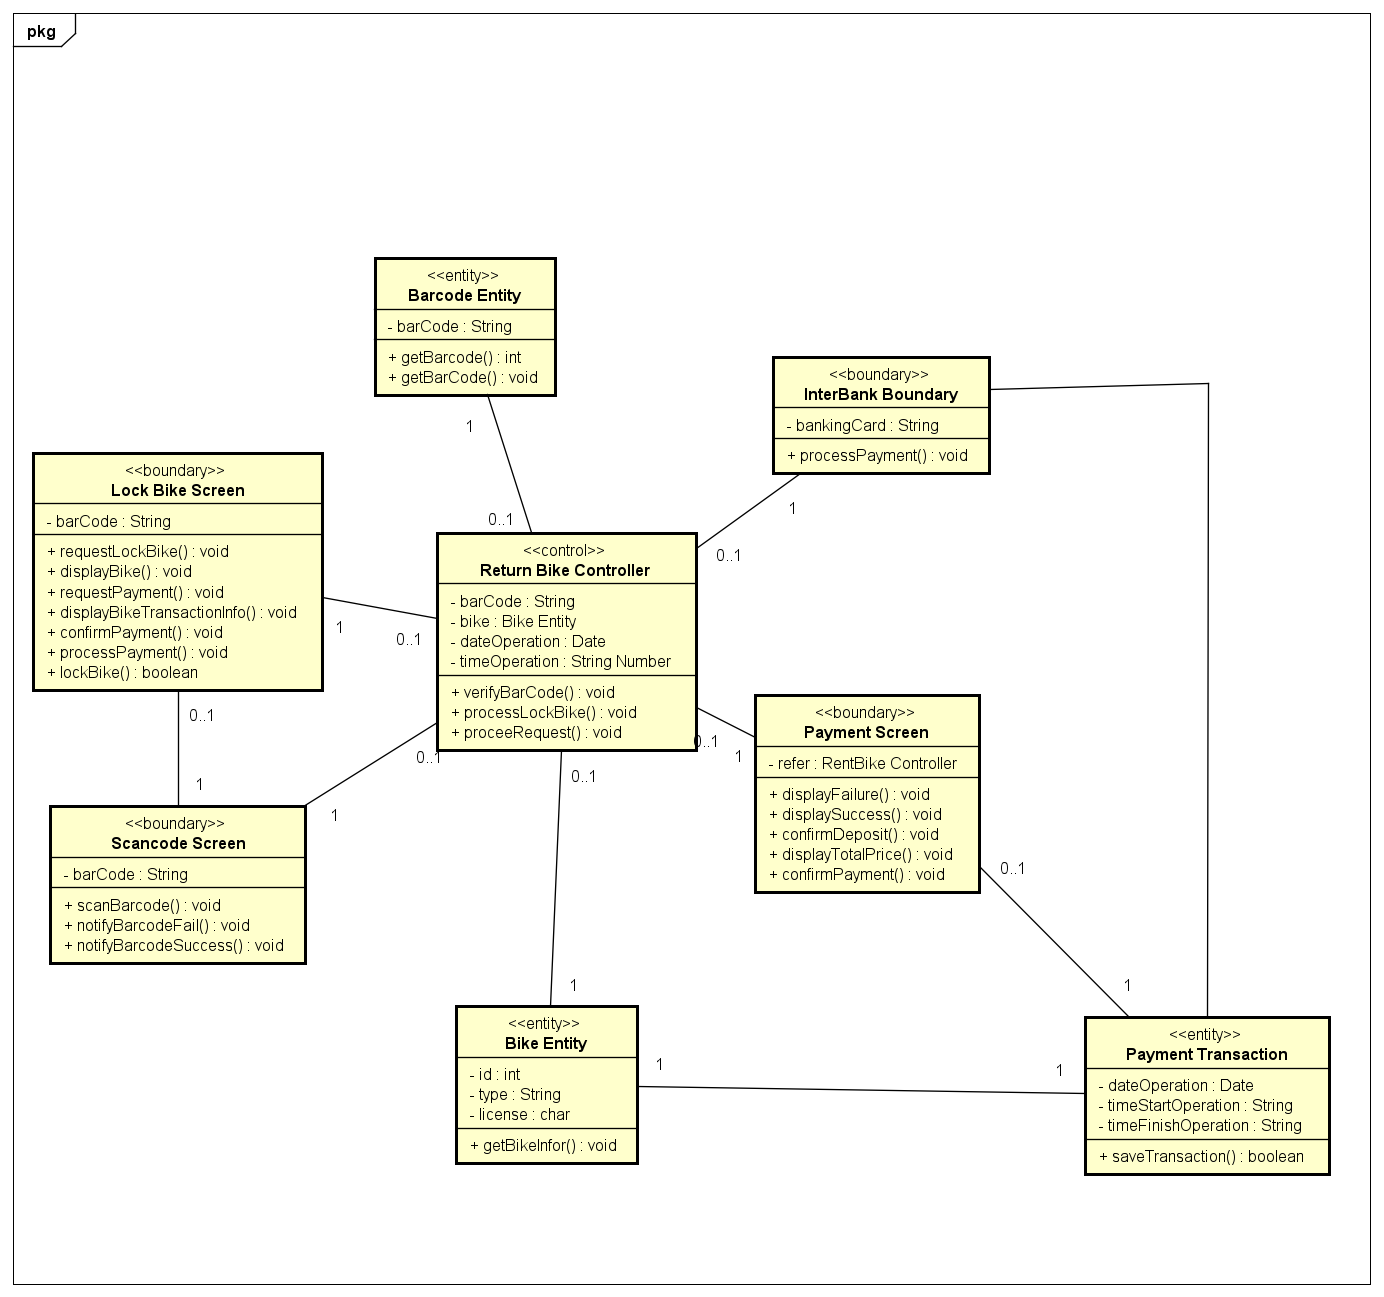 pkg
<<entity>>
Barcode Entity
- barCode : String
+ getBarcode() : int
+ getBarCode() : void
1
0..1
<<boundary>>
InterBank Boundary
- bankingCard : String
+ processPayment() : void
1
0..1
<<boundary>>
Lock Bike Screen
- barCode : String
+ requestLockBike() : void
+ displayBike() : void
+ requestPayment() : void
+ displayBikeTransactionInfo() : void
+ confirmPayment() : void
+ processPayment() : void
+ lockBike() : boolean
1
0..1
0..1
1
<<control>>
Return Bike Controller
- barCode : String
- bike : Bike Entity
- dateOperation : Date
- timeOperation : String Number
+ verifyBarCode() : void
+ processLockBike() : void
+ proceeRequest() : void
0..1
1
0..1
1
0..1
1
<<boundary>>
Payment Screen
- refer : RentBike Controller
+ displayFailure() : void
+ displaySuccess() : void
+ confirmDeposit() : void
+ displayTotalPrice() : void
+ confirmPayment() : void
0..1
1
<<boundary>>
Scancode Screen
- barCode : String
+ scanBarcode() : void
+ notifyBarcodeFail() : void
+ notifyBarcodeSuccess() : void
<<entity>>
Bike Entity
- id : int
- type : String
- license : char
+ getBikeInfor() : void
1
1
<<entity>>
Payment Transaction
- dateOperation : Date
- timeStartOperation : String
- timeFinishOperation : String
+ saveTransaction() : boolean